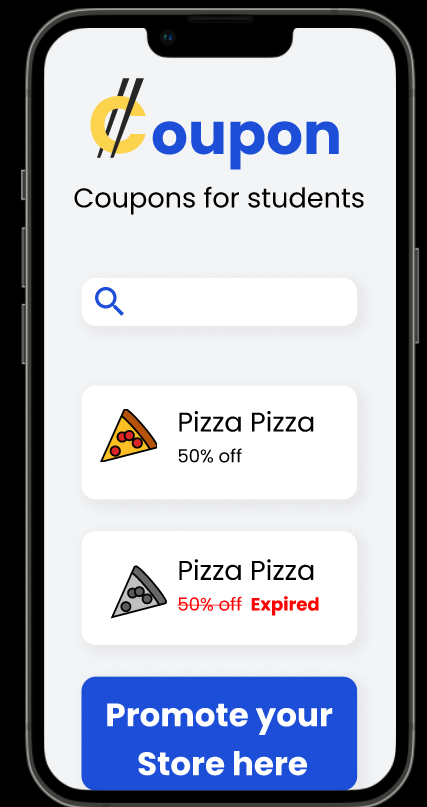 Coupon
Coupons for students
Pizza Pizza
50% off
Pizza Pizza
50% off Expired
Promote your
Store here